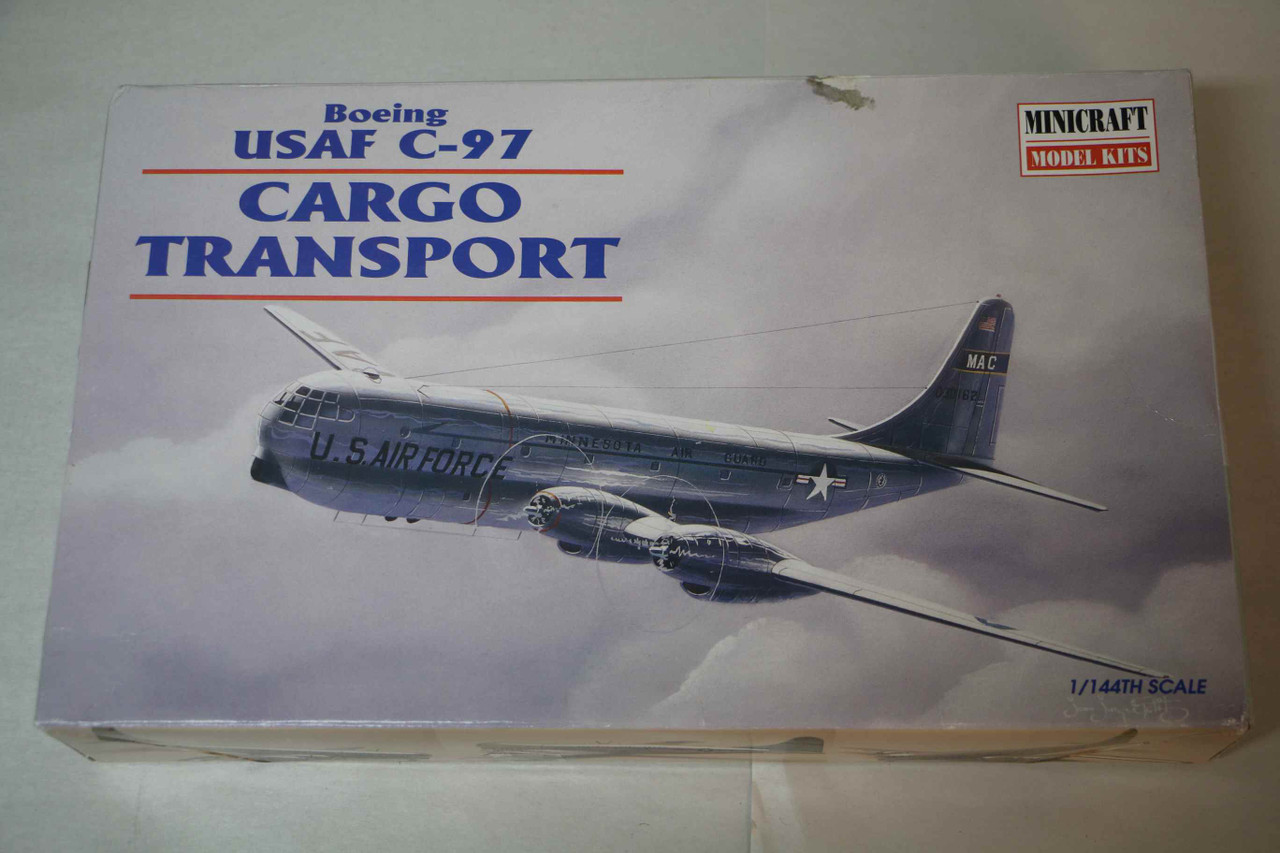 Boeing
USAF C-97
CARGO
TRANSPORT
MINICRAFT
MODEL KITS
MAC
U.S. AIR FORCE
MINNESOTA AIR GUARD
1/144TH SCALE